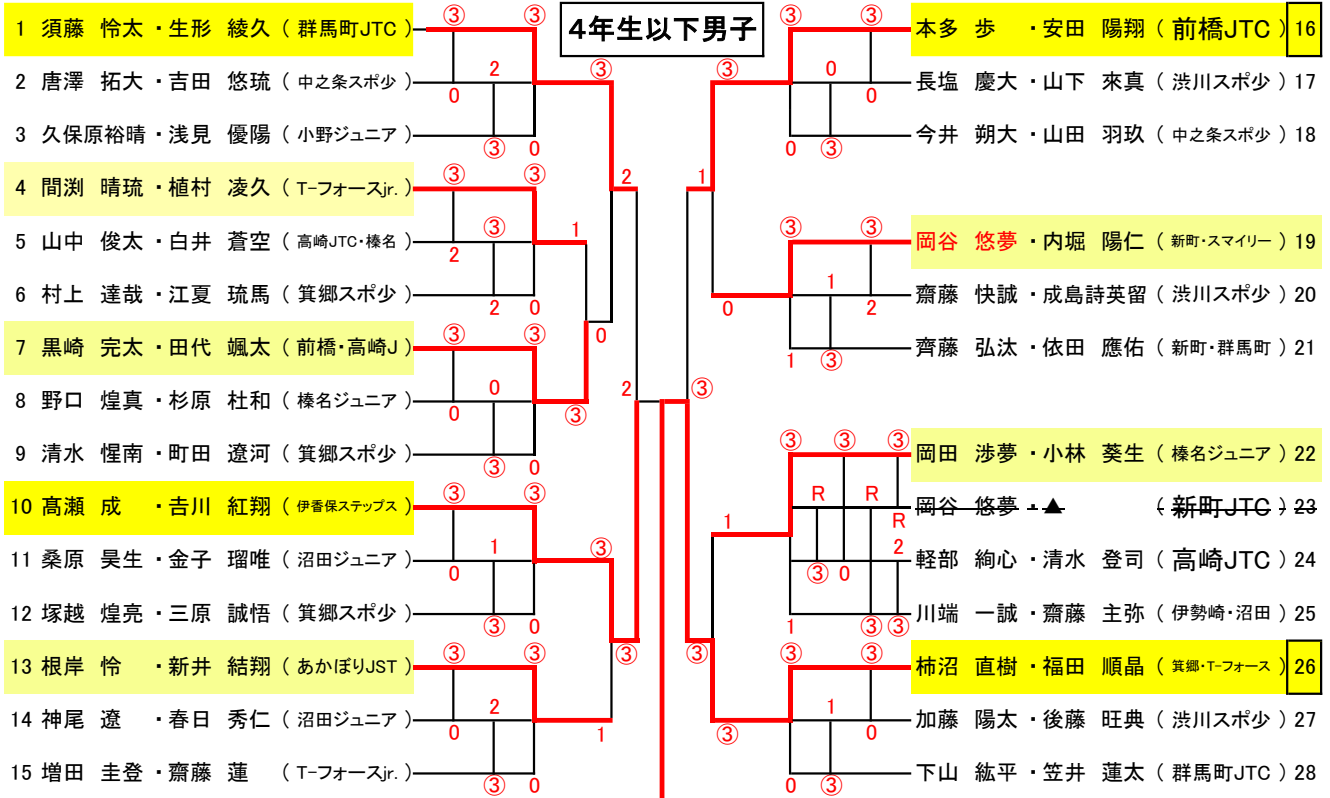 4年生以下男子
1 須藤 怜太・生形 綾久 ( 群馬町JTC )
2 唐澤 拓大・吉田 悠琉 ( 中之条スポ少 )
3 久保原裕晴・浅見 優陽 ( 小野ジュニア )
4 間渕 晴琉・植村 凌久 ( T-フォースjr. )
5 山中 俊太・白井 蒼空 ( 高崎JTC・榛名 )
6 村上 達哉・江夏 琉馬 ( 箕郷スポ少 )
7 黒崎 完太・田代 颯太 ( 前橋・高崎J )
8 野口 煌真・杉原 杜和 ( 榛名ジュニア )
9 清水 惺南・町田 遼河 ( 箕郷スポ少 )
10 髙瀬 成 ・吉川 紅翔 ( 伊香保ステップス )
11 桑原 昊生・金子 瑠唯 ( 沼田ジュニア )
12 塚越 煌亮・三原 誠悟 ( 箕郷スポ少 )
13 根岸 怜 ・新井 結翔 ( あかぼりJST )
14 神尾 遼 ・春日 秀仁 ( 沼田ジュニア )
15 増田 圭登・齋藤 蓮 ( T-フォースjr. )
③ 2 0 ③ 0 ③ ③
③ ③ 2 ③ 2 0 1
③ 0 0 ③ ③ 0 ③
0 2
③ 1 0 ③ ③ 0 ③
③ 2 0 ③ ③ 0 1
③ 2
本多 歩 ・安田 陽翔 ( 前橋JTC ) 16
長塩 慶大・山下 來真 ( 渋川スポ少 ) 17
今井 朔大・山田 羽玖 ( 中之条スポ少 ) 18
岡谷 悠夢・内堀 陽仁 ( 新町・スマイリー ) 19
齋藤 快誠・成島詩英留 ( 渋川スポ少 ) 20
齊藤 弘汰・依田 應佑 ( 新町・群馬町 ) 21
岡田 渉夢・小林 葵生 ( 榛名ジュニア ) 22
岡谷 悠夢・▲ ( 新町JTC ) 23
軽部 絢心・清水 登司 ( 高崎JTC ) 24
川端 一誠・齋藤 主弥 ( 伊勢崎・沼田 ) 25
柿沼 直樹・福田 順晶 ( 箕郷・T-フォース ) 26
加藤 陽太・後藤 旺典 ( 渋川スポ少 ) 27
下山 紘平・笠井 蓮太 ( 群馬町JTC ) 28
③ ③ 0 0 0 ③ ③
③ ③ 1 2 1 ③ 0
1 ③
③ ③ ③ R R R 2 ③ 0 1 ③ ③ 1
③ ③ 1 0 0 ③ ③
③